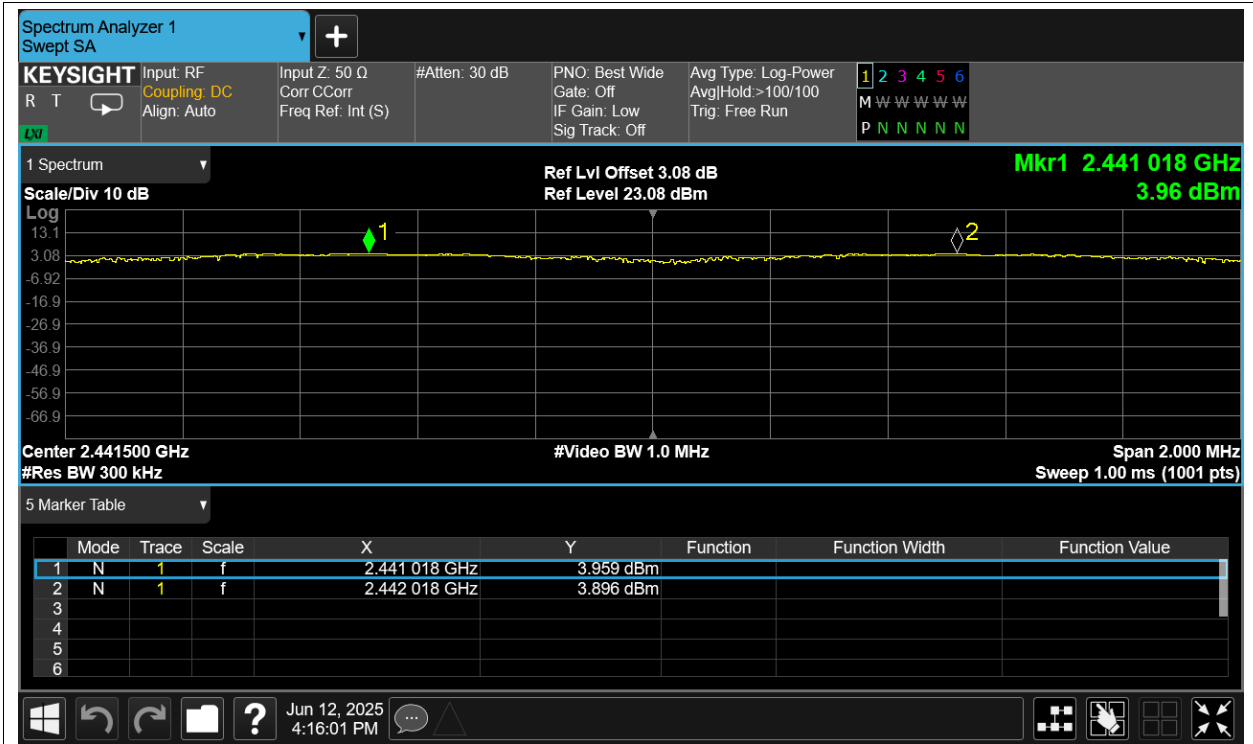 Spectrum Analyzer 1
Swept SA
KEYSIGHT
R T
LXI
Input: RF
Coupling: DC
Align: Auto
Input Z: 50 Ω
Corr CCorr
Freq Ref: Int (S)
#Atten: 30 dB
PNO: Best Wide
Gate: Off
IF Gain: Low
Sig Track: Off
Avg Type: Log-Power
Avg|Hold:>100/100
Trig: Free Run
1 2 3 4 5 6
M W W W W W
P N N N N N
1 Spectrum
Scale/Div 10 dB
Ref Lvl Offset 3.08 dB
Ref Level 23.08 dBm
Mkr1 2.441 018 GHz
3.96 dBm
Log
13.1
3.08
-6.92
-16.9
-26.9
-36.9
-46.9
-56.9
-66.9
1
2
Center 2.441500 GHz
#Res BW 300 kHz
#Video BW 1.0 MHz
Span 2.000 MHz
Sweep 1.00 ms (1001 pts)
5 Marker Table
Mode Trace Scale X Y Function Function Width Function Value
1 N 1 f 2.441 018 GHz 3.959 dBm
2 N 1 f 2.442 018 GHz 3.896 dBm
3
4
5
6
?
Jun 12, 2025
4:16:01 PM